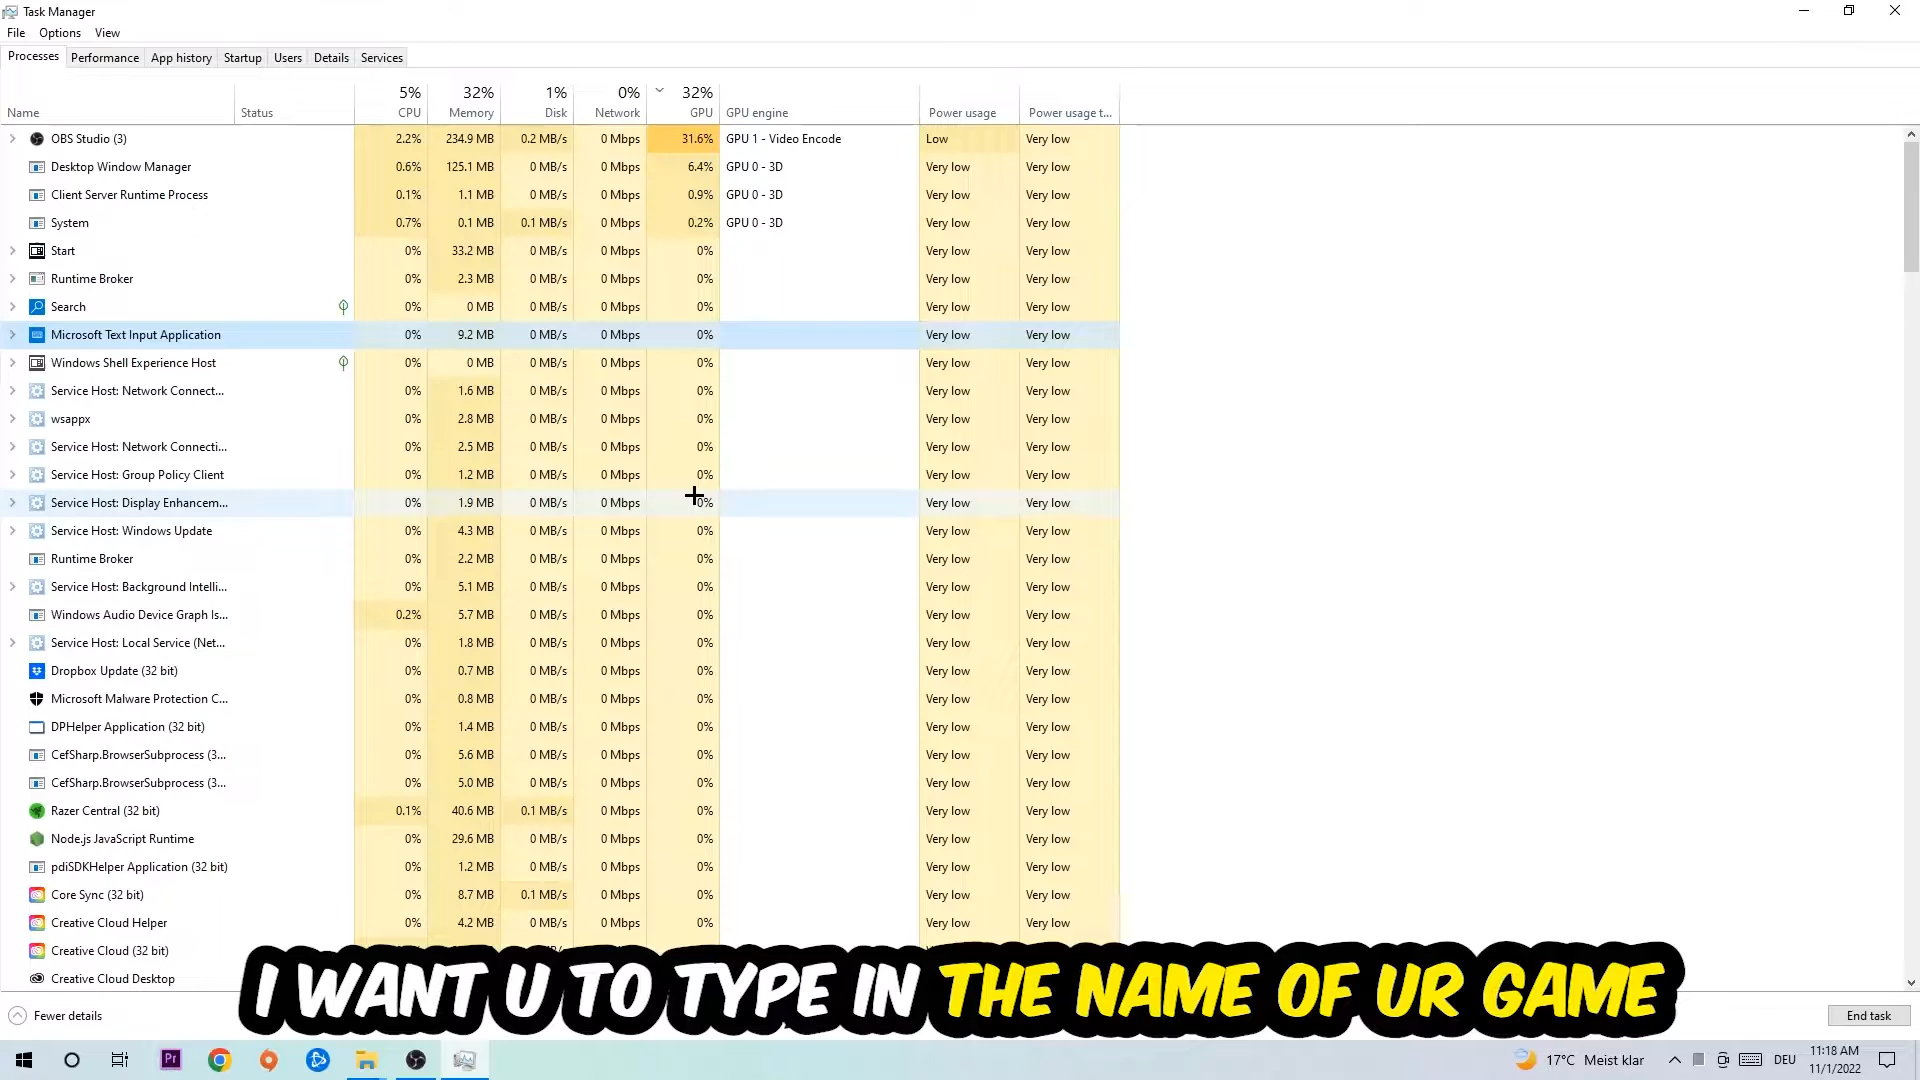 Task Manager
File Options View
Processes Performance App history Startup Users Details Services
5% 32% 1% 0% 32%
Name Status CPU Memory Disk Network GPU GPU engine Power usage Power usage t...
OBS Studio (3) 2.2% 234.9 MB 0.2 MB/s 0 Mbps 31.6% GPU 1 - Video Encode Low Very low
Desktop Window Manager 0.6% 125.1 MB 0 MB/s 0 Mbps 6.4% GPU 0 - 3D Very low Very low
Client Server Runtime Process 0.1% 1.1 MB 0 MB/s 0 Mbps 0.9% GPU 0 - 3D Very low Very low
System 0.7% 0.1 MB 0.1 MB/s 0 Mbps 0.2% GPU 0 - 3D Very low Very low
Start 0% 33.2 MB 0 MB/s 0 Mbps 0% Very low Very low
Runtime Broker 0% 2.3 MB 0 MB/s 0 Mbps 0% Very low Very low
Search 0% 0 MB 0 MB/s 0 Mbps 0% Very low Very low
Microsoft Text Input Application 0% 9.2 MB 0 MB/s 0 Mbps 0% Very low Very low
Windows Shell Experience Host 0% 0 MB 0 MB/s 0 Mbps 0% Very low Very low
Service Host: Network Connect... 0% 1.6 MB 0 MB/s 0 Mbps 0% Very low Very low
wsappx 0% 2.8 MB 0 MB/s 0 Mbps 0% Very low Very low
Service Host: Network Connecti... 0% 2.5 MB 0 MB/s 0 Mbps 0% Very low Very low
Service Host: Group Policy Client 0% 1.2 MB 0 MB/s 0 Mbps 0% Very low Very low
Service Host: Display Enhancem... 0% 1.9 MB 0 MB/s 0 Mbps 0% Very low Very low
Service Host: Windows Update 0% 4.3 MB 0 MB/s 0 Mbps 0% Very low Very low
Runtime Broker 0% 2.2 MB 0 MB/s 0 Mbps 0% Very low Very low
Service Host: Background Intelli... 0% 5.1 MB 0 MB/s 0 Mbps 0% Very low Very low
Windows Audio Device Graph Is... 0.2% 5.7 MB 0 MB/s 0 Mbps 0% Very low Very low
Service Host: Local Service (Net... 0% 1.8 MB 0 MB/s 0 Mbps 0% Very low Very low
Dropbox Update (32 bit) 0% 0.7 MB 0 MB/s 0 Mbps 0% Very low Very low
Microsoft Malware Protection C... 0% 0.8 MB 0 MB/s 0 Mbps 0% Very low Very low
DPHelper Application (32 bit) 0% 1.4 MB 0 MB/s 0 Mbps 0% Very low Very low
CefSharp.BrowserSubprocess (3... 0% 5.6 MB 0 MB/s 0 Mbps 0% Very low Very low
CefSharp.BrowserSubprocess (3... 0% 5.0 MB 0 MB/s 0 Mbps 0% Very low Very low
Razer Central (32 bit) 0.1% 40.6 MB 0.1 MB/s 0 Mbps 0% Very low Very low
Node.js JavaScript Runtime 0% 29.6 MB 0 MB/s 0 Mbps 0% Very low Very low
pdiSDKHelper Application (32 bit) 0% 1.2 MB 0 MB/s 0 Mbps 0% Very low Very low
Core Sync (32 bit) 0% 8.7 MB 0.1 MB/s 0 Mbps 0% Very low Very low
Creative Cloud Helper 0% 4.2 MB 0 MB/s 0 Mbps 0% Very low Very low
Creative Cloud (32 bit)
Creative Cloud Desktop
I WANT U TO TYPE IN THE NAME OF UR GAME
Fewer details End task
Pr 17°C Meist klar DEU 11:18 AM
11/1/2022